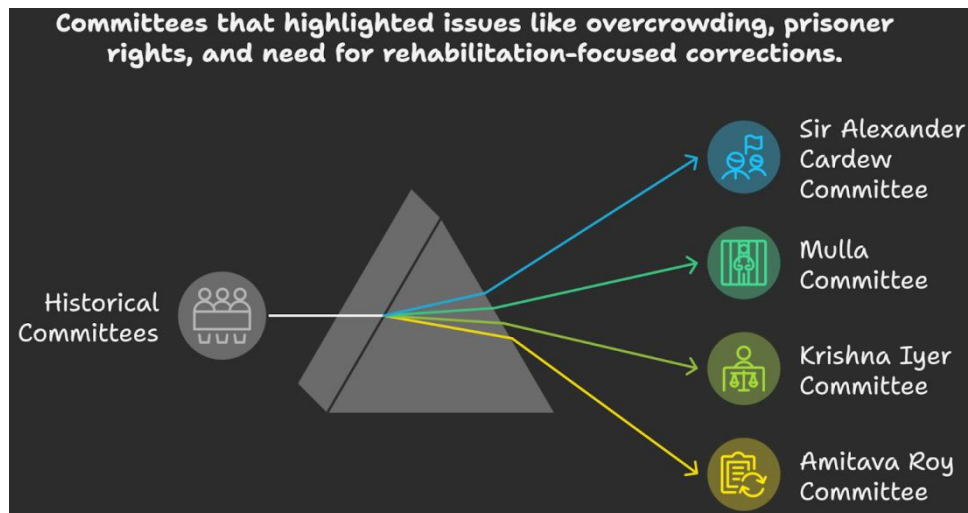 Committees that highlighted issues like overcrowding, prisoner
rights, and need for rehabilitation-focused corrections.
Historical
Committees
Sir Alexander
Cardew
Committee
Mulla
Committee
Krishna Iyer
Committee
Amitava Roy
Committee